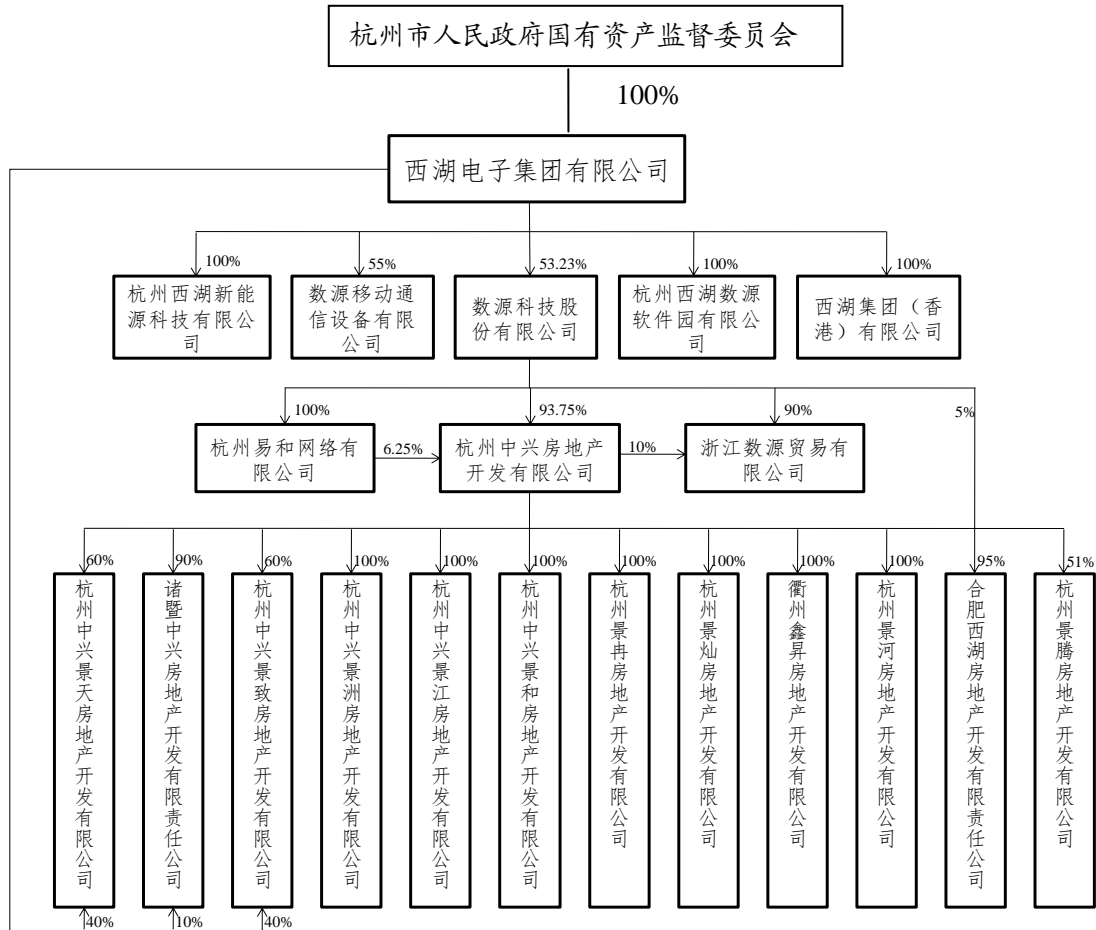 杭州市人民政府国有资产监督委员会
100%
西湖电子集团有限公司
100%
55%
53.23%
100%
100%
杭州西湖新能
源科技有限公
司
数源移动通
信设备有限
公司
数源科技股
份有限公司
杭州西湖数源
软件园有限公
司
西湖集团（香
港）有限公司
100%
93.75%
90%
5%
杭州易和网络有
限公司
6.25%
杭州中兴房地产
开发有限公司
10%
浙江数源贸易有
限公司
60%
90%
60%
100%
100%
100%
100%
100%
100%
100%
95%
51%
杭州中兴景天房地产开发有限公司
诸暨中兴房地产开发有限责任公司
杭州中兴景致房地产开发有限公司
杭州中兴景洲房地产开发有限公司
杭州中兴景江房地产开发有限公司
杭州中兴景和房地产开发有限公司
杭州景冉房地产开发有限公司
杭州景灿房地产开发有限公司
衢州鑫昇房地产开发有限公司
杭州景河房地产开发有限公司
合肥西湖房地产开发有限责任公司
杭州景腾房地产开发有限公司
40%
10%
40%